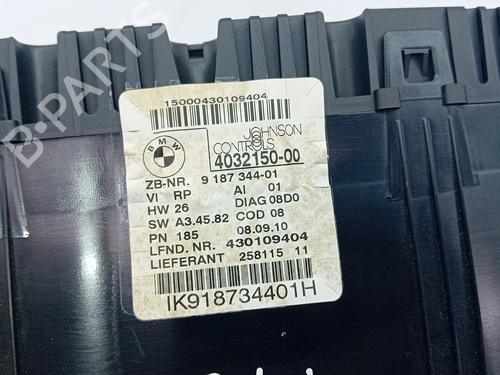 B-PARTS
15000430109404
BMW
JOHNSON
CONTROLS
4032150-00
ZB-NR. 9 187 344-01
VI RP AI 01
HW 26 DIAG 08D0
SW A3.45.82 COD 08
PN 185 08.09.10
LFND. NR. 430109404
LIEFERANT 258115 11
IK918734401H